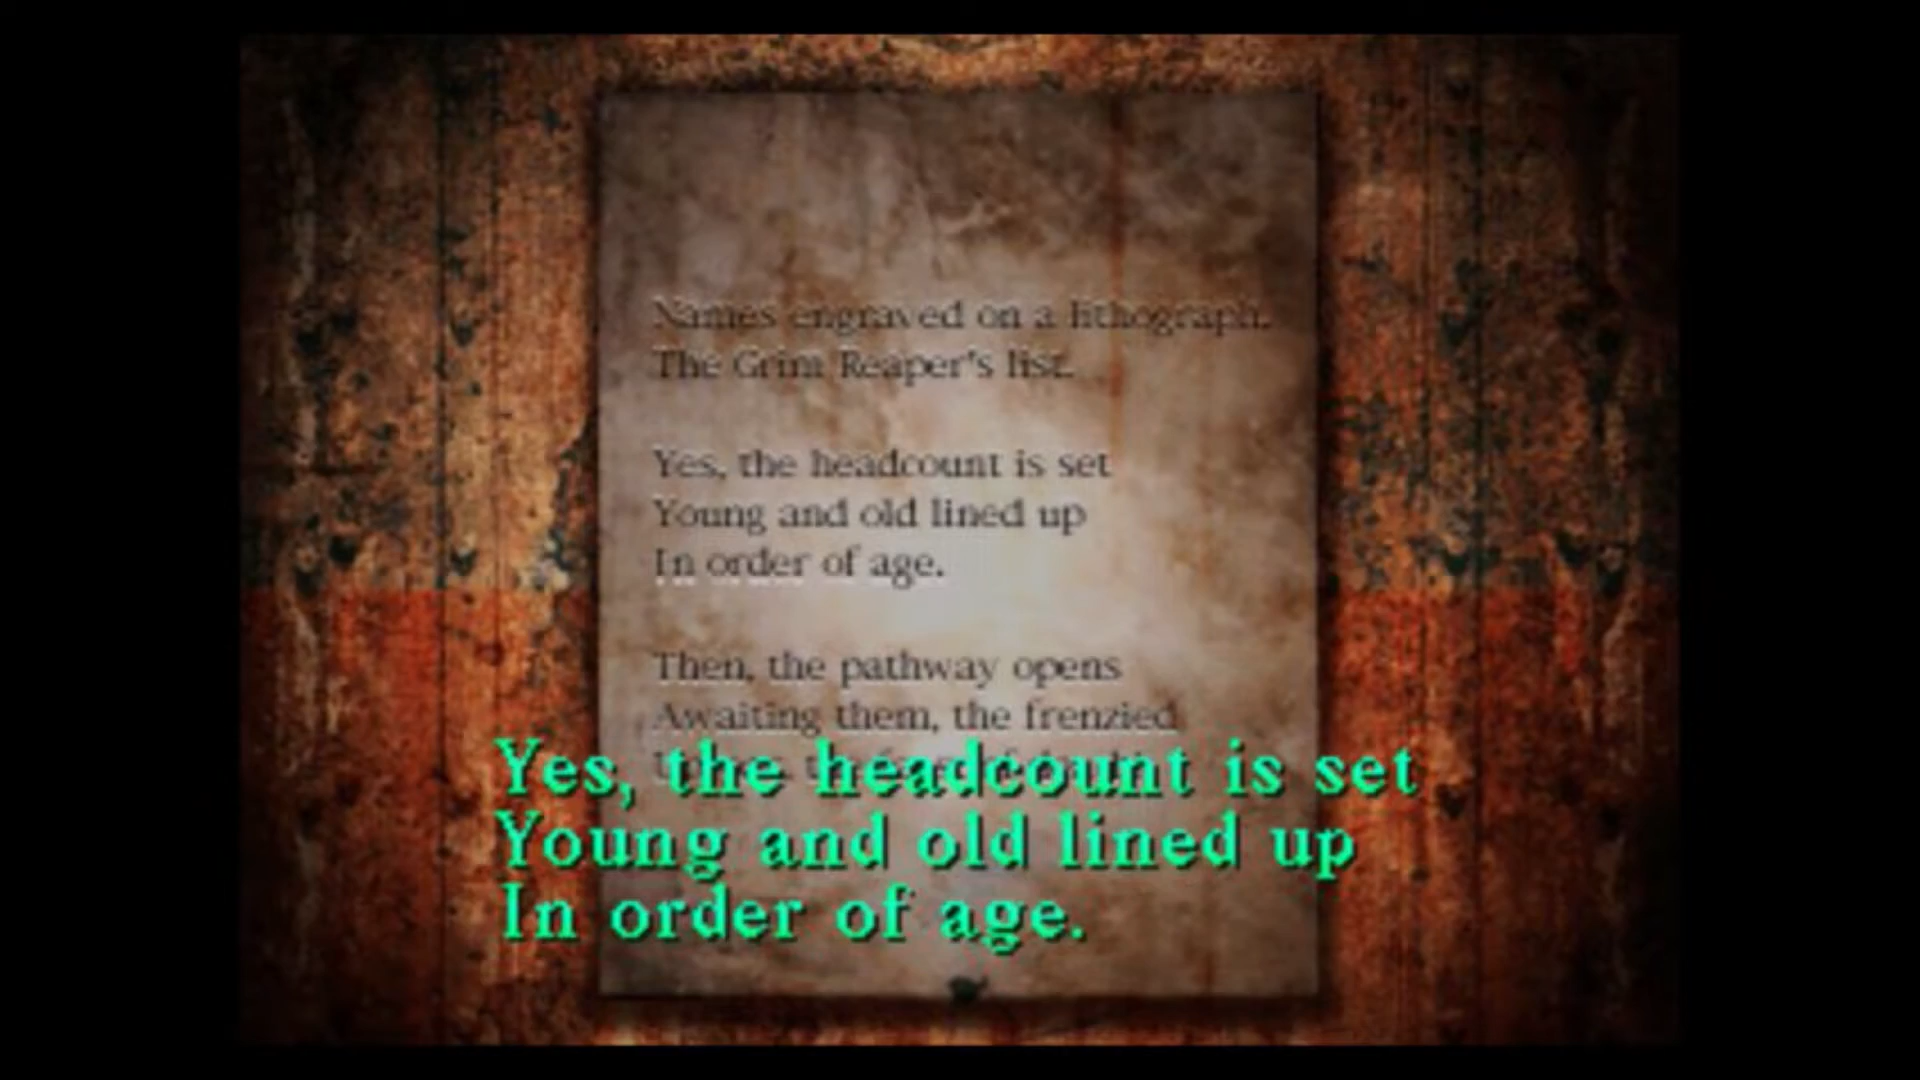 Names engraved on a lithograph.
The Grim Reaper's list.
Yes, the headcount is set
Young and old lined up
In order of age.
Then, the pathway opens
Awaiting them, the frenzied
Yes, the headcount is set
Young and old lined up
In order of age.